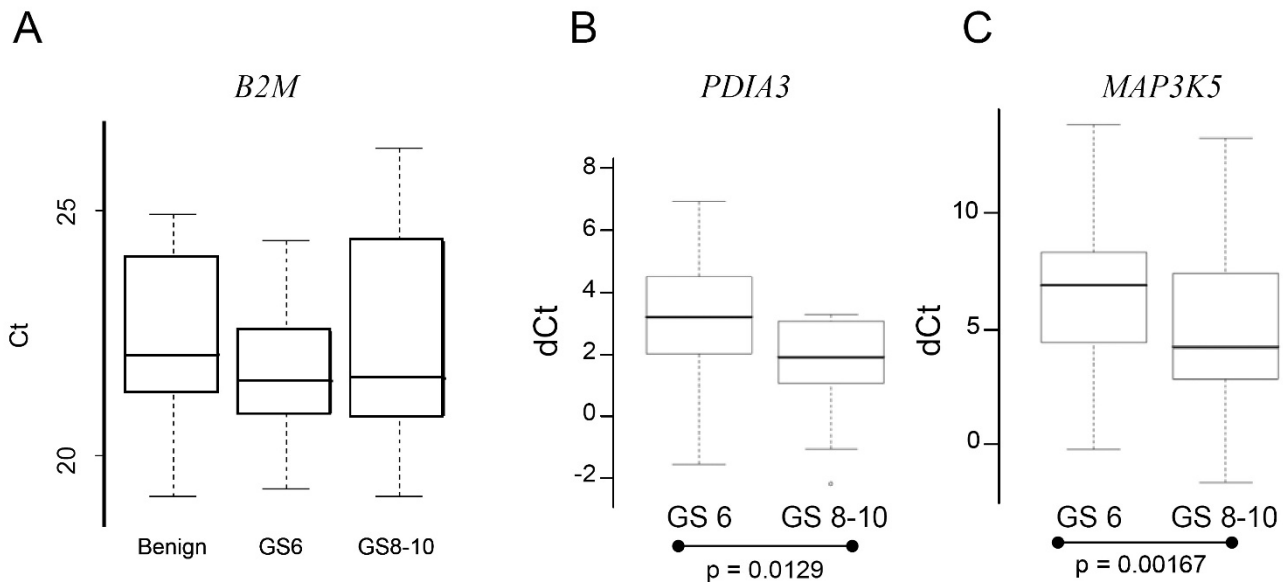 A
B2M
Ct
25
20
Benign GS6 GS8-10
B
PDIA3
dCt
8
6
4
2
0
-2
GS 6 GS 8-10
p = 0.0129
C
MAP3K5
dCt
10
5
0
GS 6 GS 8-10
p = 0.00167